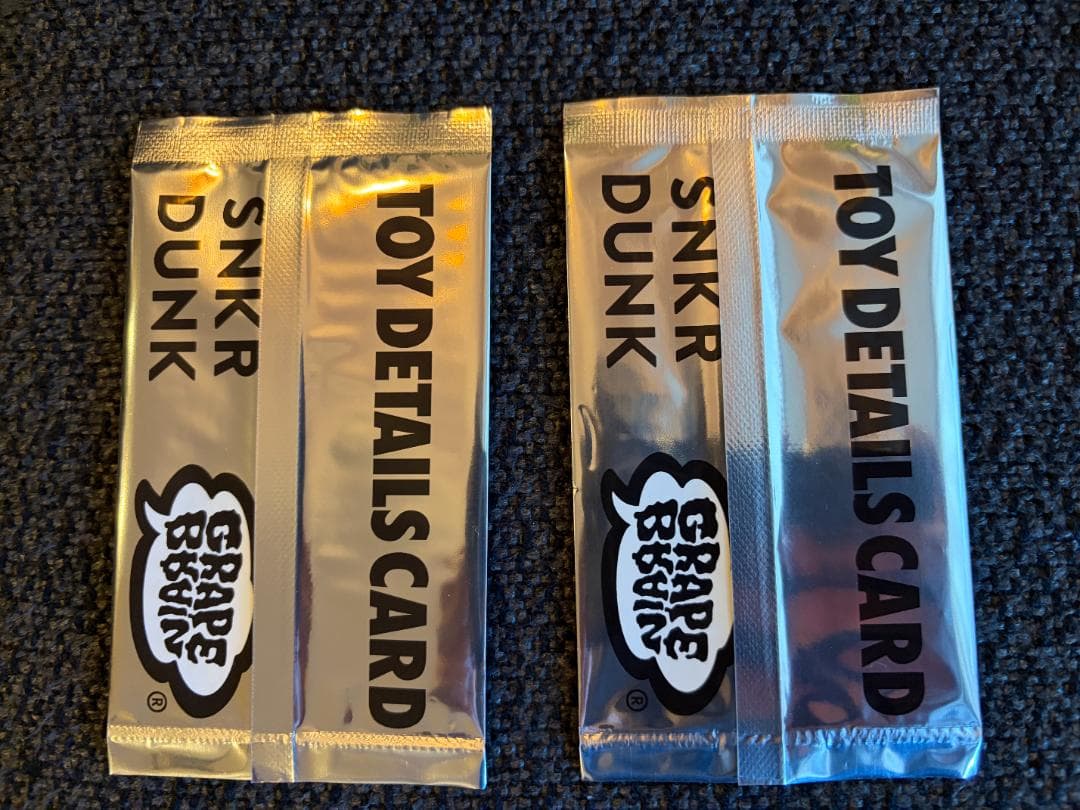 SNKR
DUNK
GRAPE
BRAIN
®
TOY DETAILS CARD
SNKR
DUNK
GRAPE
BRAIN
®
TOY DETAILS CARD